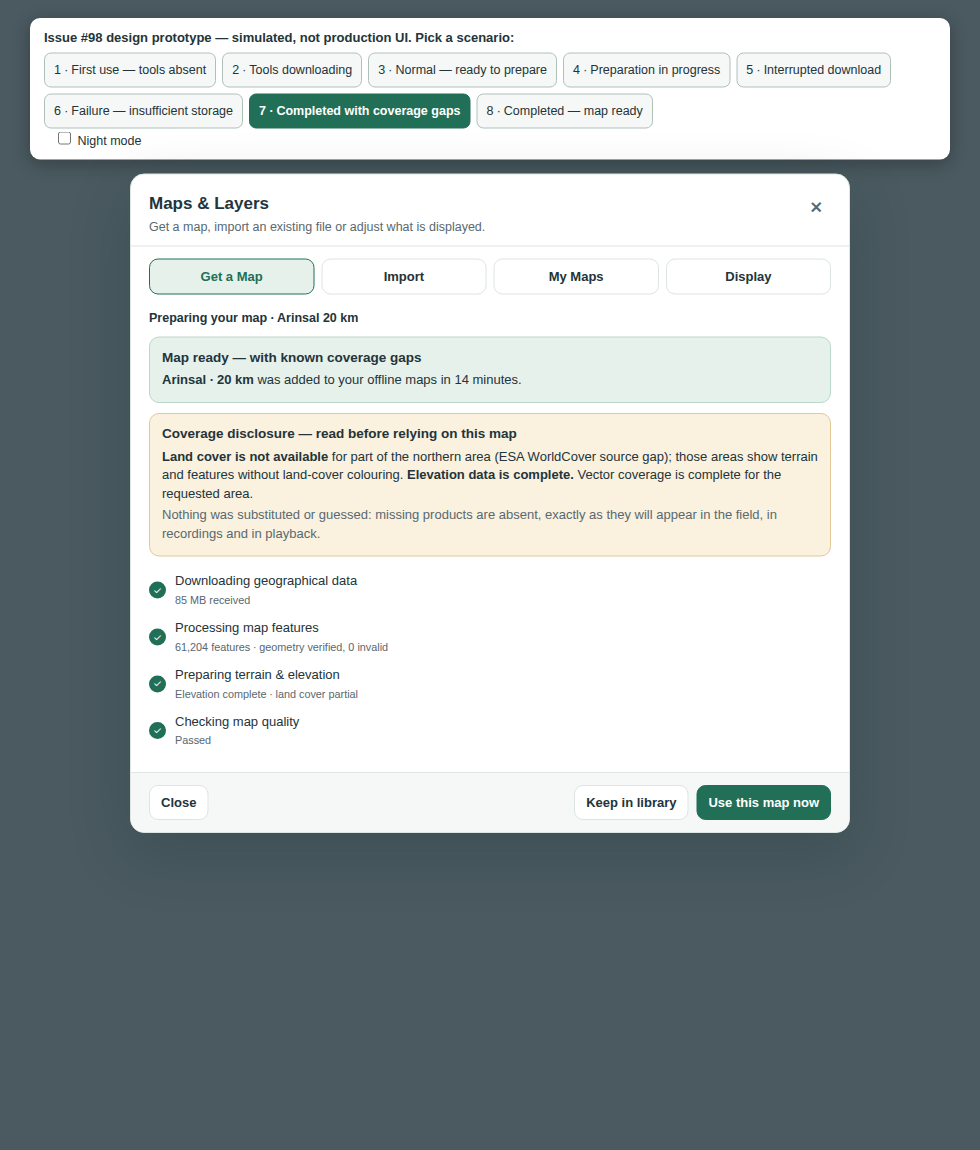 Issue #98 design prototype — simulated, not production UI. Pick a scenario:
1 · First use — tools absent
2 · Tools downloading
3 · Normal — ready to prepare
4 · Preparation in progress
5 · Interrupted download
6 · Failure — insufficient storage
7 · Completed with coverage gaps
8 · Completed — map ready
Night mode
Maps & Layers
✕
Get a map, import an existing file or adjust what is displayed.
Get a Map
Import
My Maps
Display
Preparing your map · Arinsal 20 km
Map ready — with known coverage gaps
Arinsal · 20 km was added to your offline maps in 14 minutes.
Coverage disclosure — read before relying on this map
Land cover is not available for part of the northern area (ESA WorldCover source gap); those areas show terrain
and features without land-cover colouring. Elevation data is complete. Vector coverage is complete for the
requested area.
Nothing was substituted or guessed: missing products are absent, exactly as they will appear in the field, in
recordings and in playback.
Downloading geographical data
85 MB received
Processing map features
61,204 features · geometry verified, 0 invalid
Preparing terrain & elevation
Elevation complete · land cover partial
Checking map quality
Passed
Close
Keep in library
Use this map now